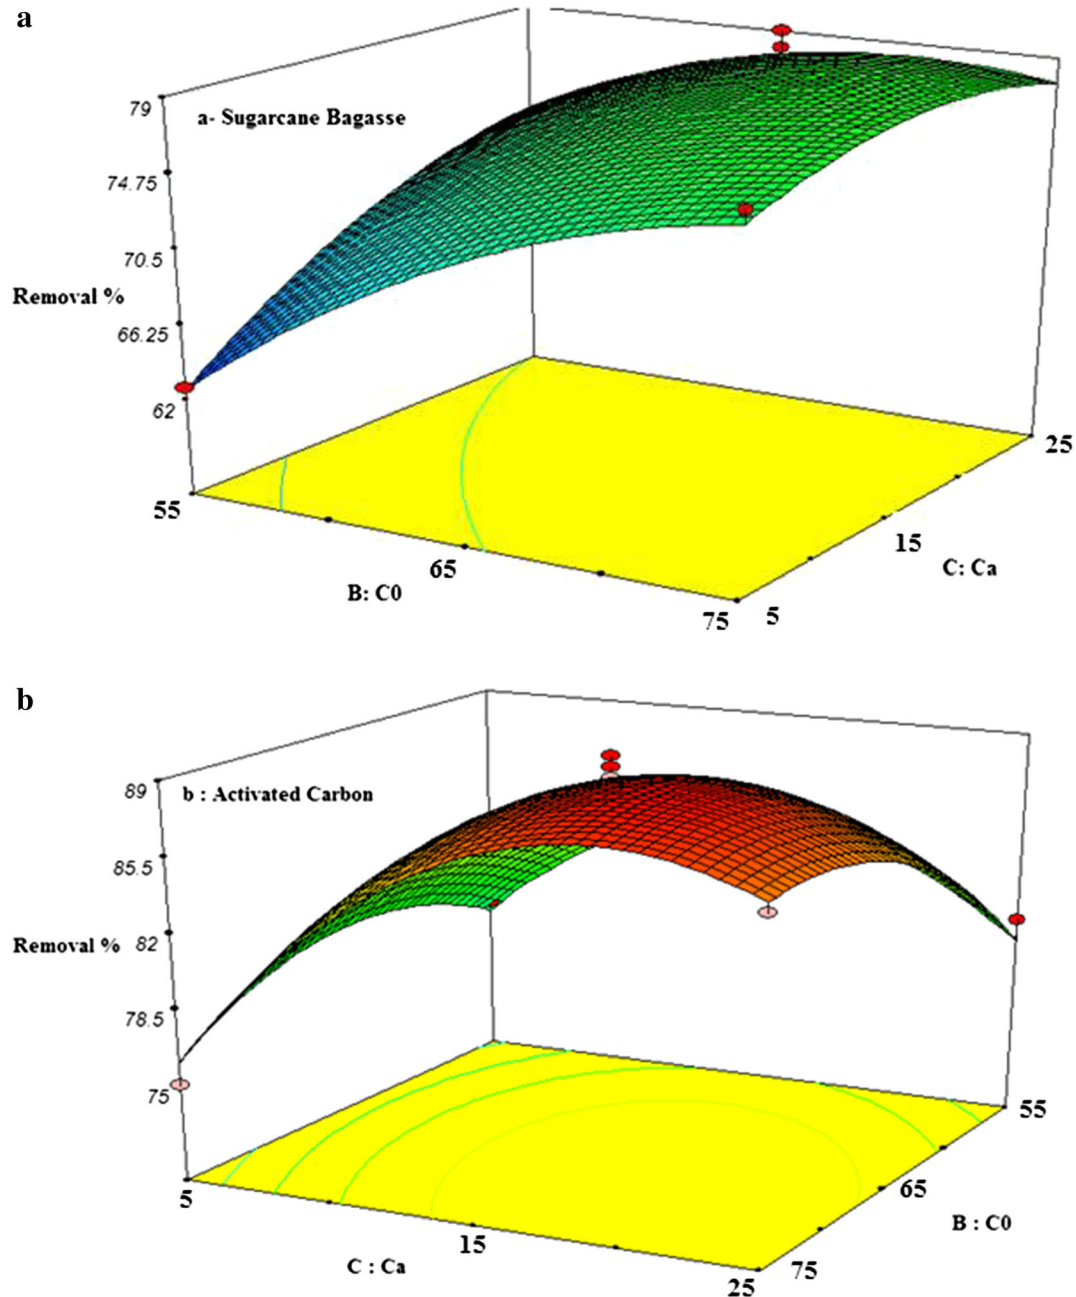 a
a- Sugarcane Bagasse
79
74.75
70.5
Removal %
66.25
62
55
65
75
B: C0
5
15
25
C: Ca
b
b : Activated Carbon
89
85.5
Removal % 82
78.5
75
5
15
25
C : Ca
75
65
55
B : C0